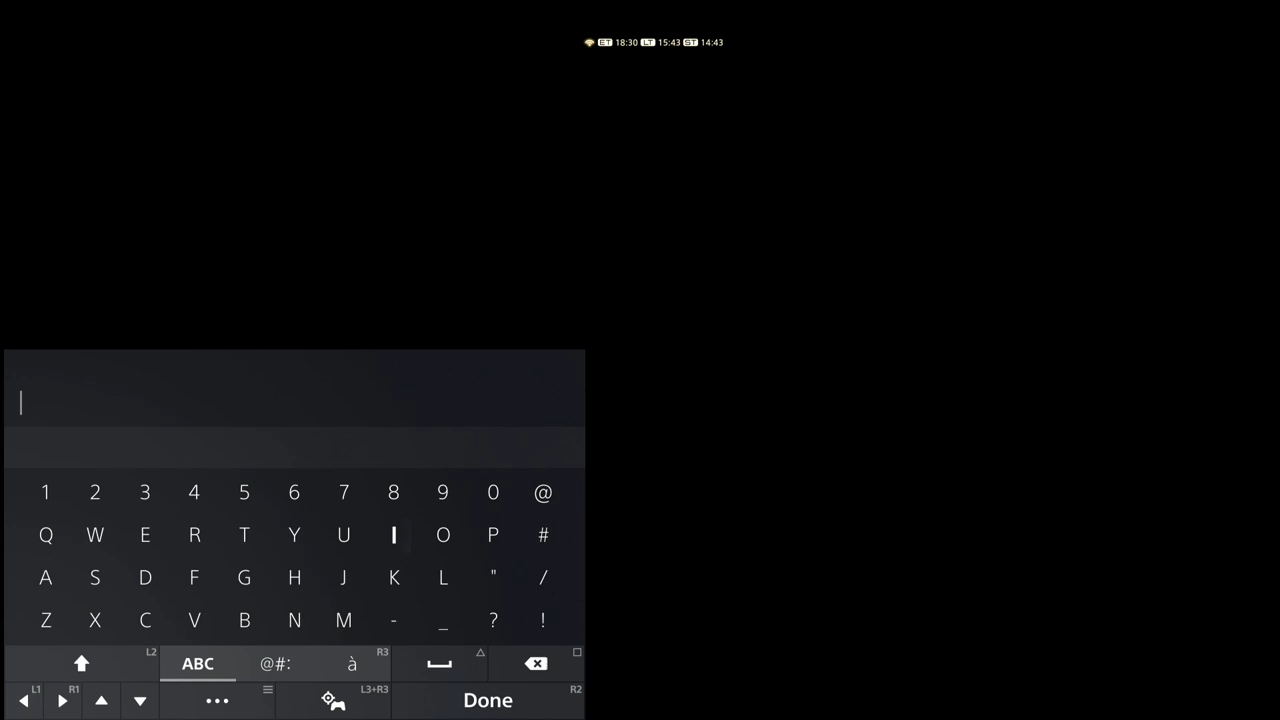 ET 18:30 LT 15:43 ST 14:43
1 2 3 4 5 6 7 8 9 0 @
Q W E R T Y U I O P #
A S D F G H J K L " /
Z X C V B N M - _ ? !
L2 ABC @#: à R3
L1 R1 ... L3+R3 Done R2